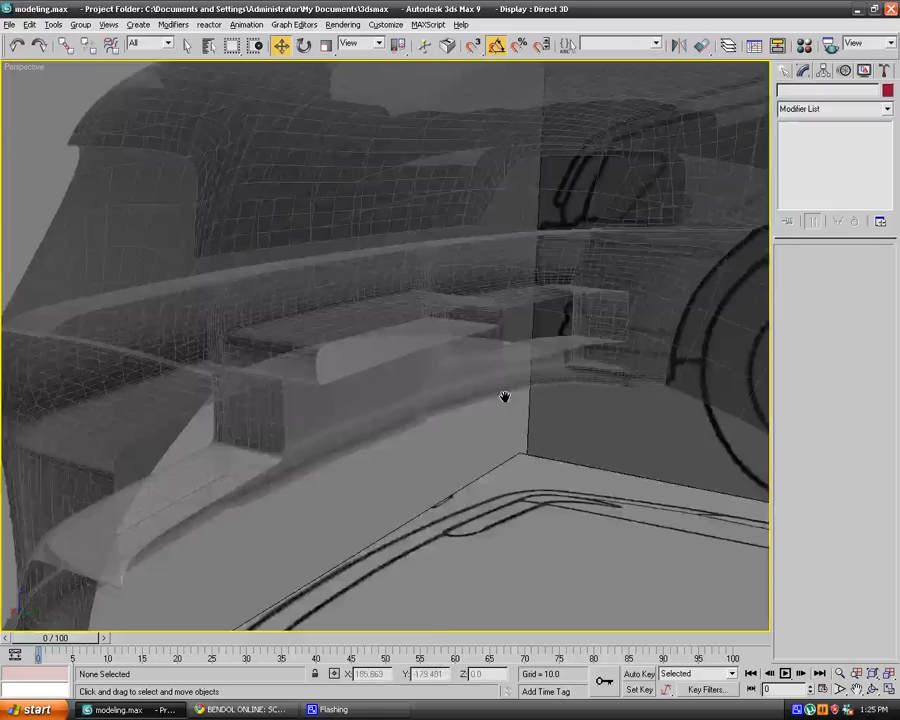 modeling.max - Project Folder: C:\Documents and Settings\Administrator\My Documents\3dsmax - Autodesk 3ds Max 9 - Display : Direct 3D
File Edit Tools Group Views Create Modifiers reactor Animation Graph Editors Rendering Customize MAXScript Help
All View View
Perspective
Modifier List
0 / 100
0 5 10 15 20 25 30 35 40 45 50 55 60 65 70 75 80 85 90 95 100
None Selected X: 185.663 Y: -179.481 Z: 0.0 Grid = 10.0 Auto Key Selected
Click and drag to select and move objects Add Time Tag Set Key Key Filters... 0
start modeling.max - Pr... BENDOL ONLINE: SC... Flashing 1:25 PM